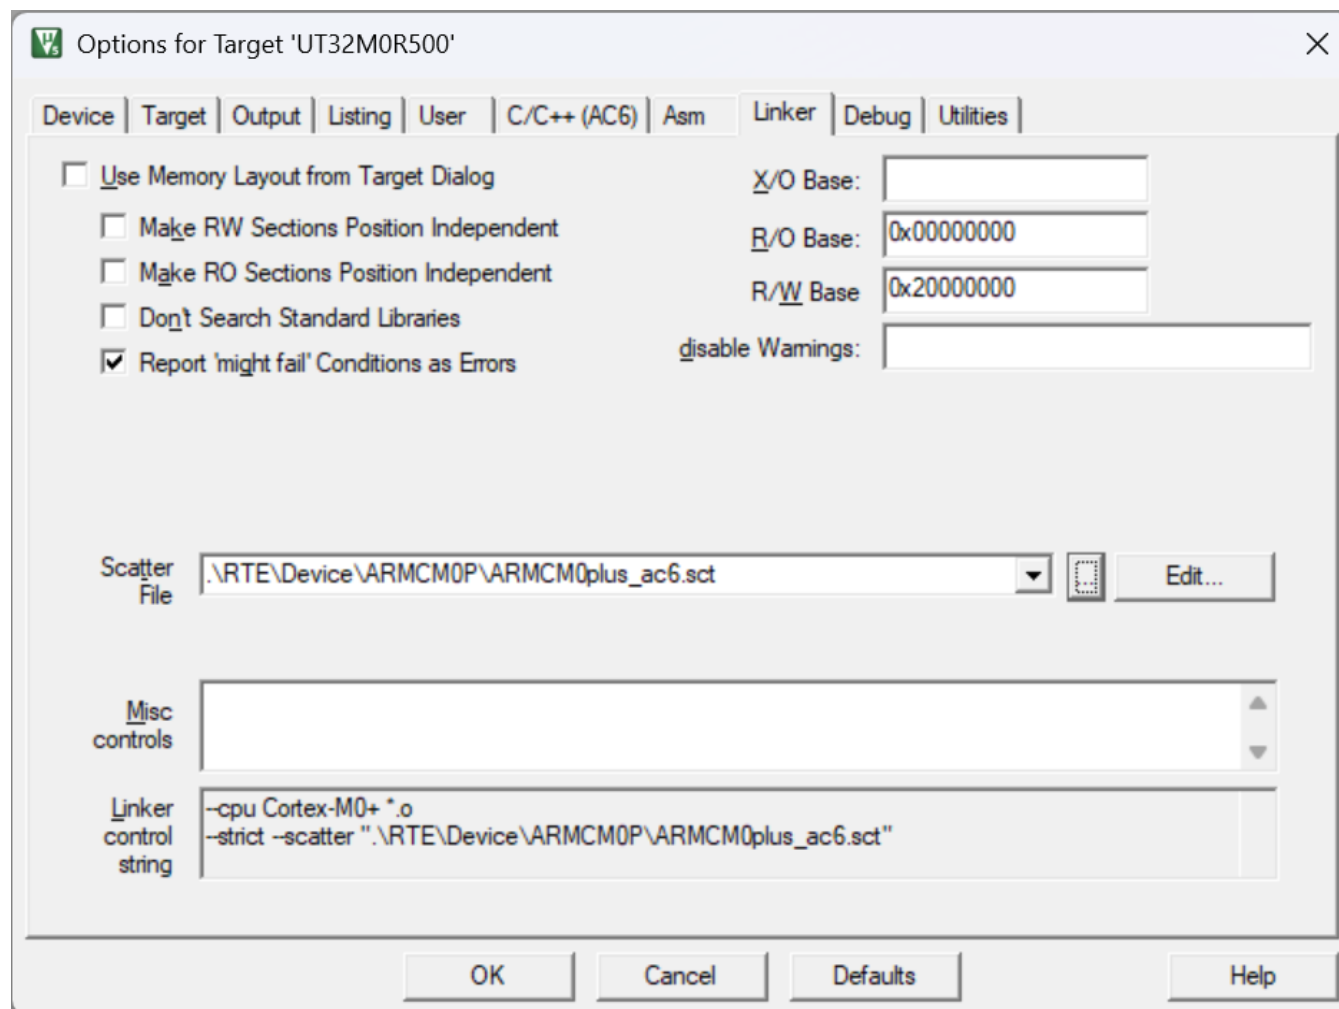 Options for Target 'UT32M0R500'
Device Target Output Listing User C/C++ (AC6) Asm Linker Debug Utilities
Use Memory Layout from Target Dialog
Make RW Sections Position Independent
Make RO Sections Position Independent
Don't Search Standard Libraries
Report 'might fail' Conditions as Errors
X/O Base:
R/O Base: 0x00000000
R/W Base 0x20000000
disable Warnings:
Scatter
File
.\RTE\Device\ARMCM0P\ARMCM0plus_ac6.sct
...
Edit...
Misc
controls
Linker
control
string
--cpu Cortex-M0+ *.o
--strict --scatter ".\RTE\Device\ARMCM0P\ARMCM0plus_ac6.sct"
OK Cancel Defaults Help